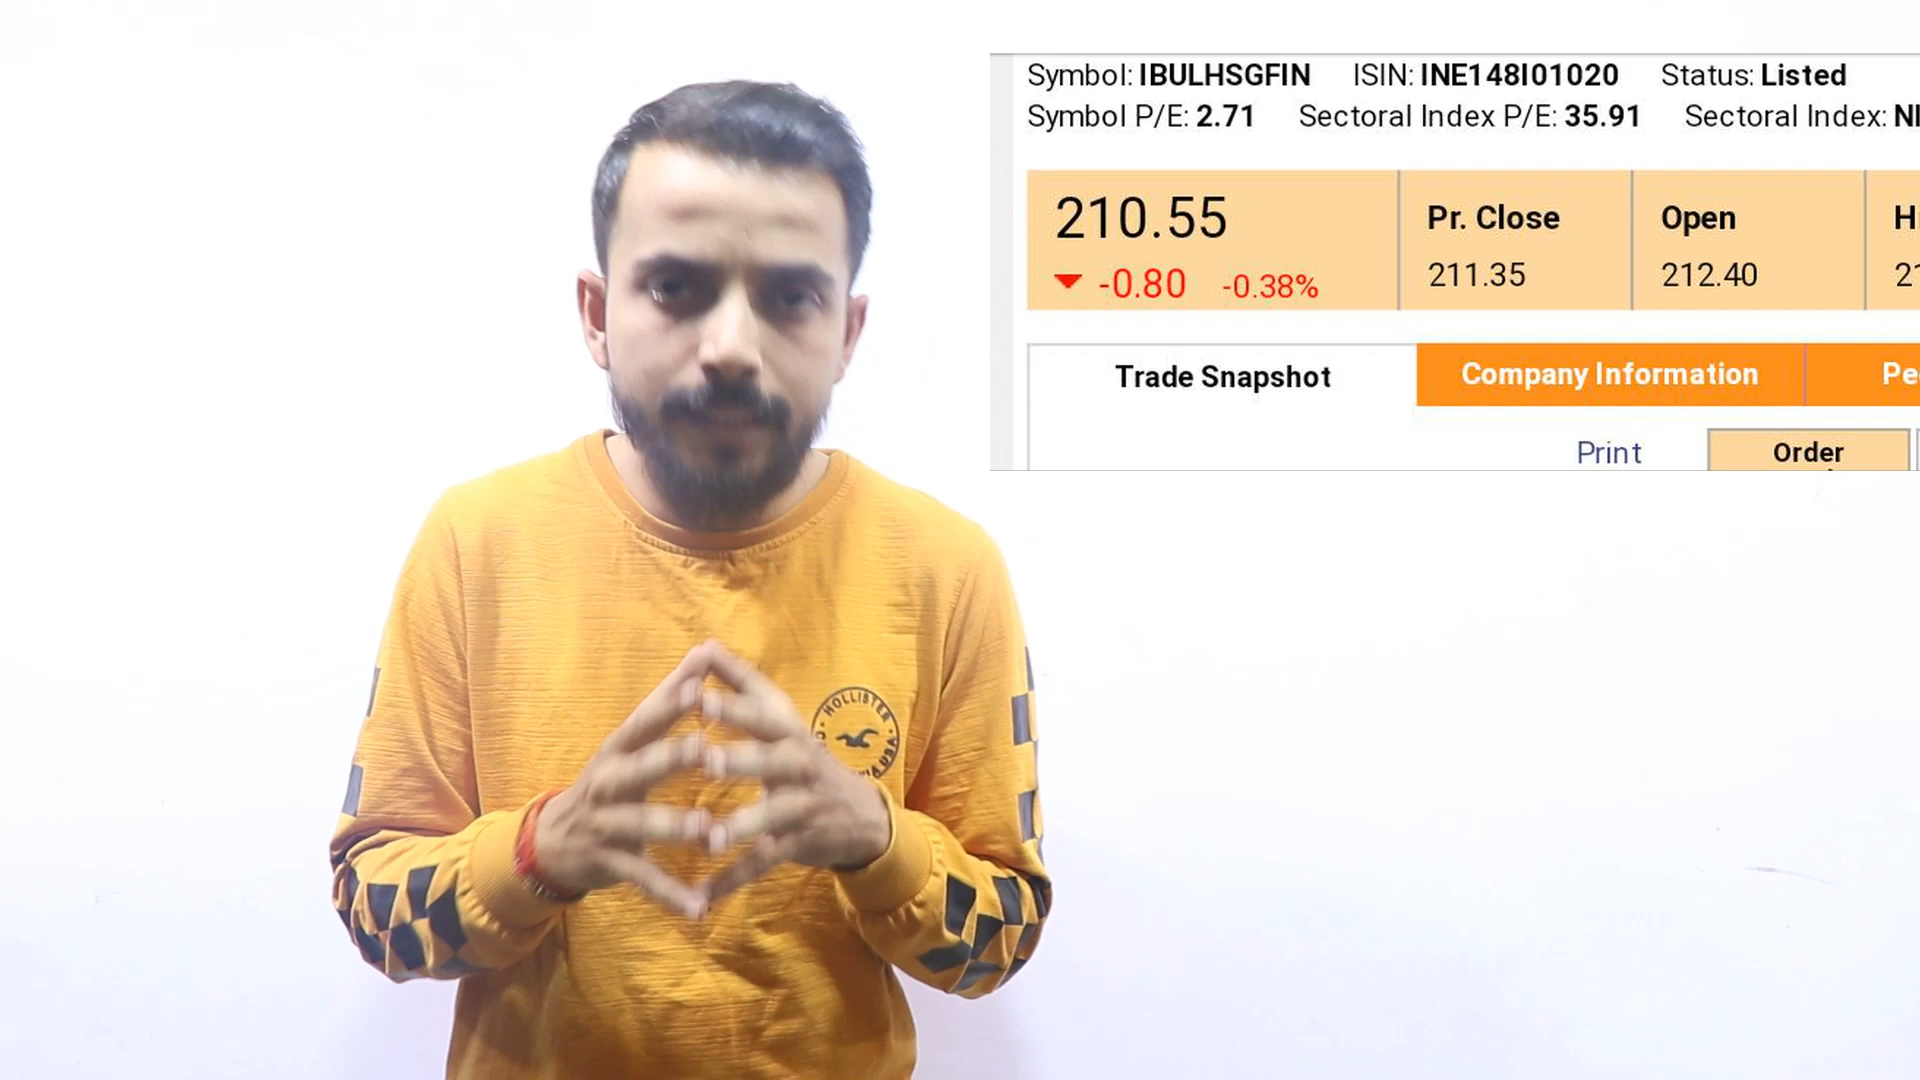 Symbol: IBULHSGFIN ISIN: INE148I01020 Status: Listed
Symbol P/E: 2.71 Sectoral Index P/E: 35.91 Sectoral Index:
210.55
-0.80 -0.38%
Pr. Close
211.35
Open
212.40
Trade Snapshot
Company Information
Print
Order
HOLLISTER